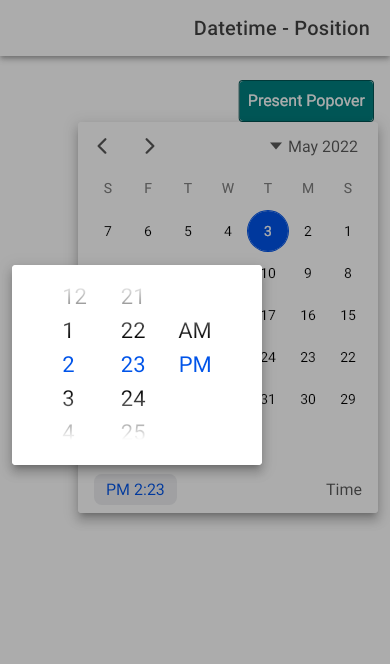 Datetime - Position
Present Popover
May 2022
S F T W T M S
7 6 5 4 3 2 1
10 9 8
17 16 15
24 23 22
31 30 29
12 21
1 22 AM
2 23 PM
3 24
4 25
PM 2:23 Time